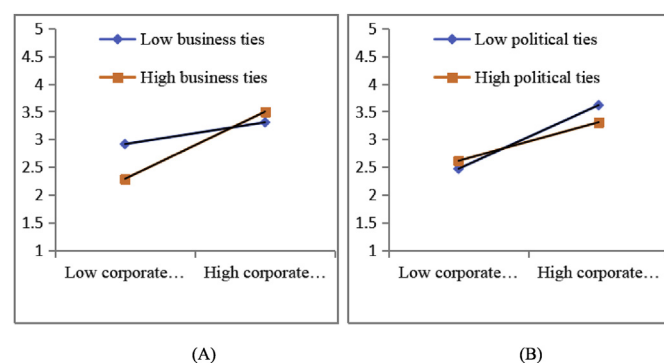 5
4.5
4
3.5
3
2.5
2
1.5
1
Low business ties
High business ties
Low corporate…
High corporate…
(A)
5
4.5
4
3.5
3
2.5
2
1.5
1
Low political ties
High political ties
Low corporate…
High corporate…
(B)